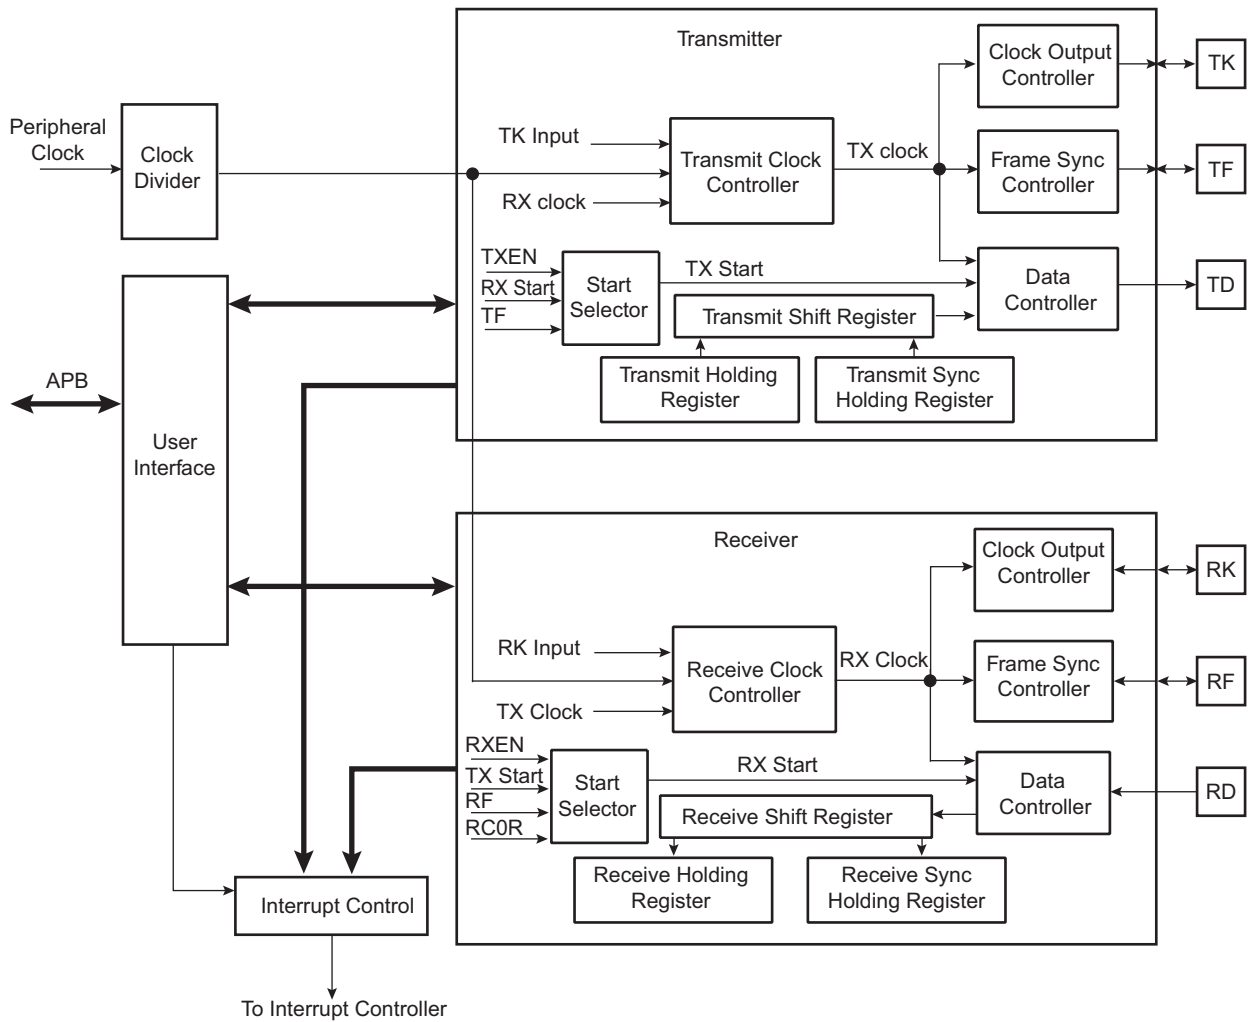 Transmitter
Clock Output
Controller
TK
Peripheral
Clock
Clock
Divider
TK Input
RX clock
Transmit Clock
Controller
TX clock
Frame Sync
Controller
TF
TXEN
RX Start
TF
Start
Selector
TX Start
Data
Controller
TD
Transmit Shift Register
Transmit Holding
Register
Transmit Sync
Holding Register
APB
User
Interface
Receiver
Clock Output
Controller
RK
RK Input
TX Clock
Receive Clock
Controller
RX Clock
Frame Sync
Controller
RF
RXEN
TX Start
RF
RC0R
Start
Selector
RX Start
Data
Controller
RD
Receive Shift Register
Receive Holding
Register
Receive Sync
Holding Register
Interrupt Control
To Interrupt Controller